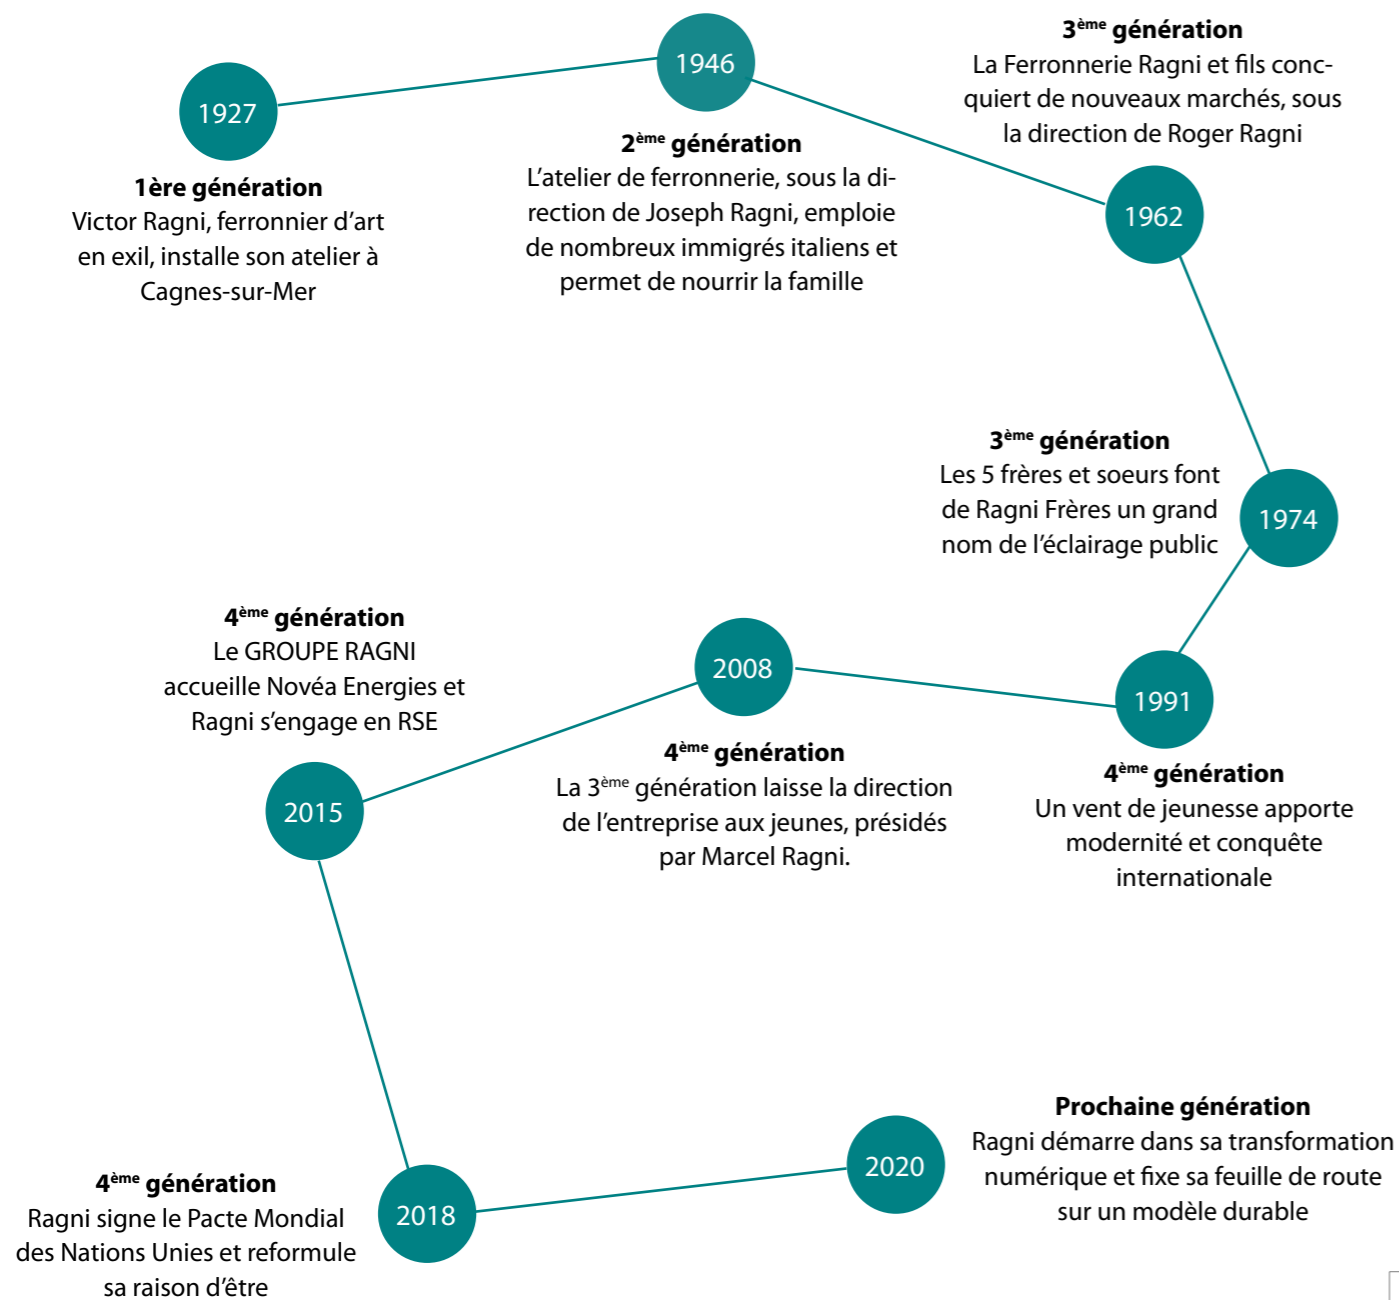 1927
1ère génération
Victor Ragni, ferronnier d’art
en exil, installe son atelier à
Cagnes-sur-Mer
1946
2ème génération
L’atelier de ferronnerie, sous la di-
rection de Joseph Ragni, emploie
de nombreux immigrés italiens et
permet de nourrir la famille
3ème génération
La Ferronnerie Ragni et fils conc-
quiert de nouveaux marchés, sous
la direction de Roger Ragni
1962
3ème génération
Les 5 frères et soeurs font
de Ragni Frères un grand
nom de l’éclairage public
1974
1991
4ème génération
Un vent de jeunesse apporte
modernité et conquête
internationale
2008
4ème génération
La 3ème génération laisse la direction
de l’entreprise aux jeunes, présidés
par Marcel Ragni.
4ème génération
Le GROUPE RAGNI
accueille Novéa Energies et
Ragni s’engage en RSE
2015
4ème génération
Ragni signe le Pacte Mondial
des Nations Unies et reformule
sa raison d’être
2018
2020
Prochaine génération
Ragni démarre dans sa transformation
numérique et fixe sa feuille de route
sur un modèle durable